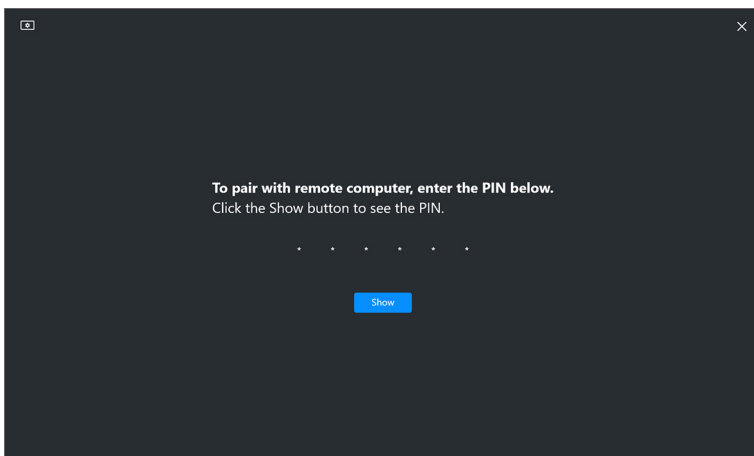 To pair with remote computer, enter the PIN below.
Click the Show button to see the PIN.
* * * * * *
Show